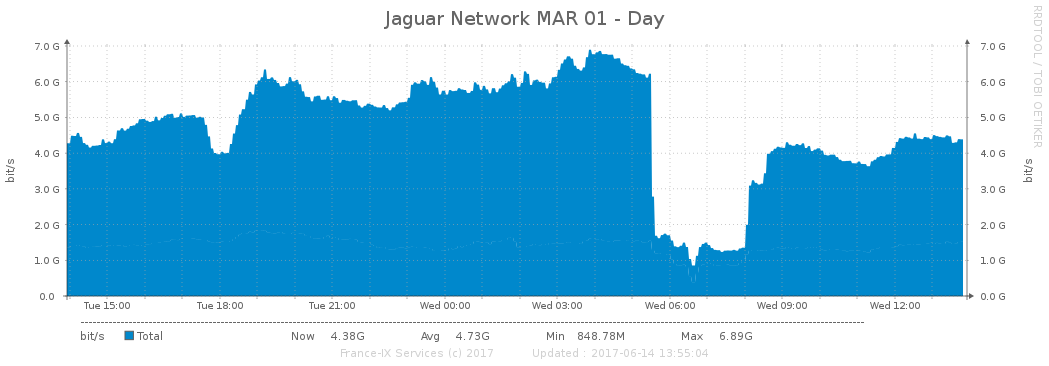 Jaguar Network MAR 01 - Day
RRDTOOL / TOBI OETIKER
7.0 G 7.0 G
6.0 G 6.0 G
5.0 G 5.0 G
4.0 G 4.0 G
bit/s bit/s
3.0 G 3.0 G
2.0 G 2.0 G
1.0 G 1.0 G
0.0 0.0 G
Tue 15:00 Tue 18:00 Tue 21:00 Wed 00:00 Wed 03:00 Wed 06:00 Wed 09:00 Wed 12:00
bit/s Total Now 4.38G Avg 4.73G Min 848.78M Max 6.89G
France-IX Services (c) 2017 Updated : 2017-06-14 13:55:04